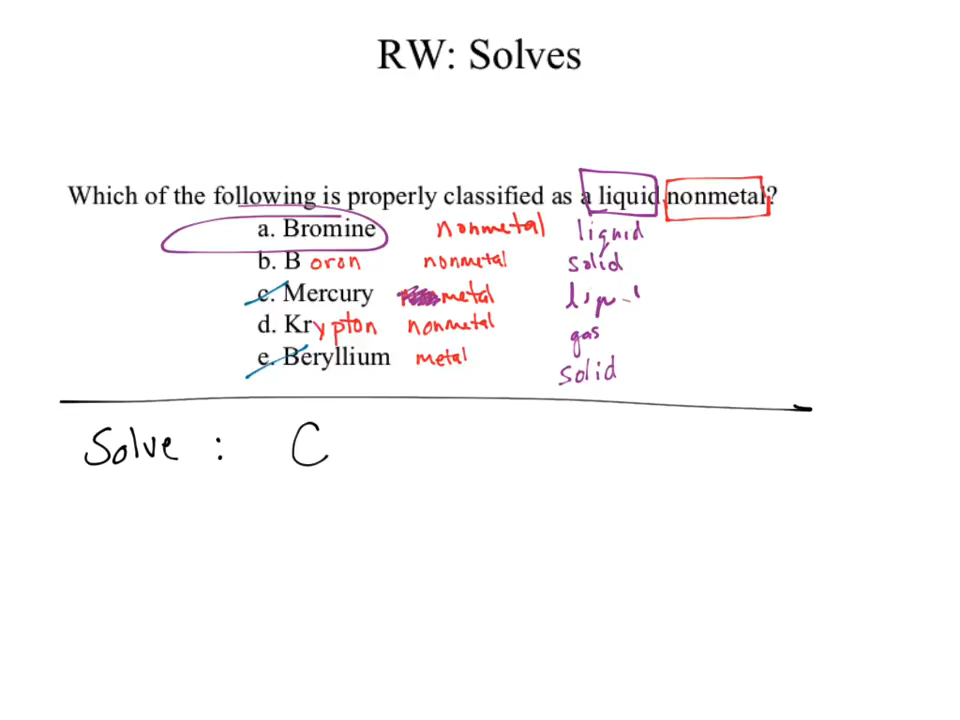 RW: Solves
Which of the following is properly classified as a liquid nonmetal?
a. Bromine nonmetal liquid
b. Boron nonmetal solid
c. Mercury metal
d. Krypton nonmetal gas
e. Beryllium metal solid
Solve : C